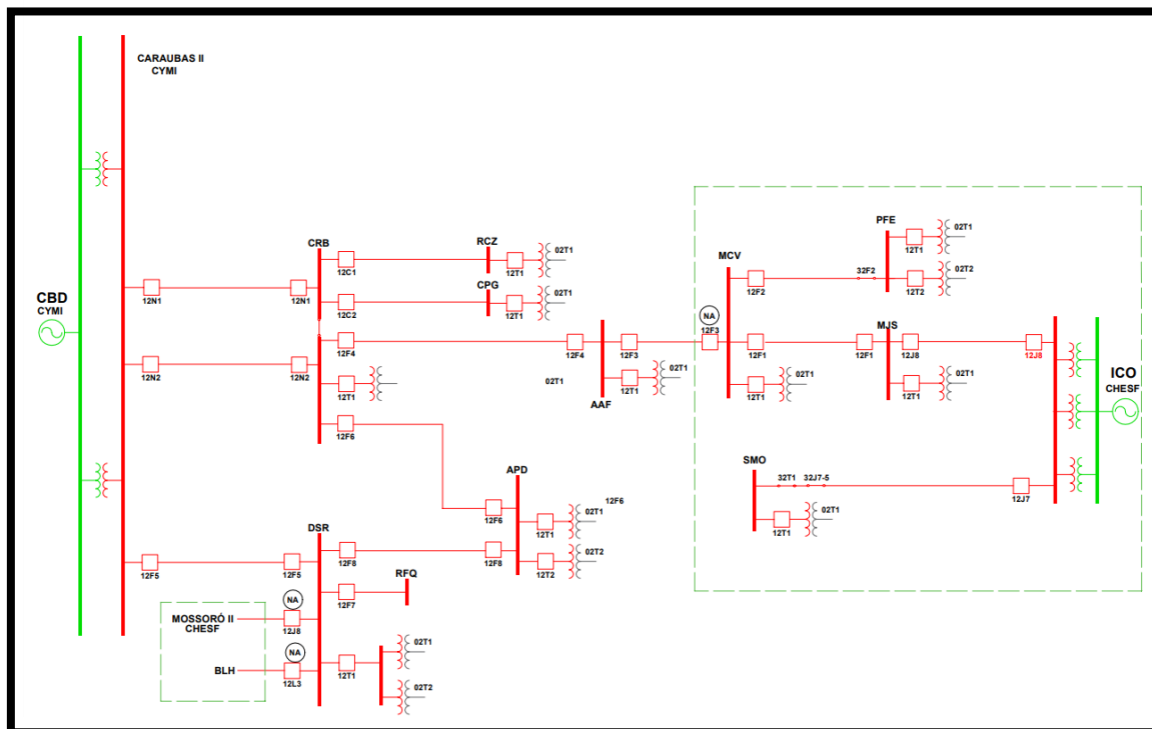 CARAUBAS II
CYMI
CBD
CYMI
12N1
12N1
12N2
12N2
12F5
12F5
CRB
12C1
12C2
12F4
12T1
12F6
RCZ
12T1
02T1
CPG
12T1
02T1
12F4
12F3
02T1
12T1
02T1
AAF
APD
12F6
12F8
12F6
02T1
12T1
02T2
12T2
DSR
12F8
12F7
RFQ
NA
MOSSORÓ II
CHESF
12J8
NA
BLH
12L3
12T1
02T1
02T2
MCV
NA
12F3
12F2
32F2
PFE
02T1
12T1
02T2
12T2
12F1
12F1
MJS
12J8
12J8
12T1
02T1
12T1
02T1
ICO
CHESF
SMO
32T1
32J7-5
12J7
02T1
12T1